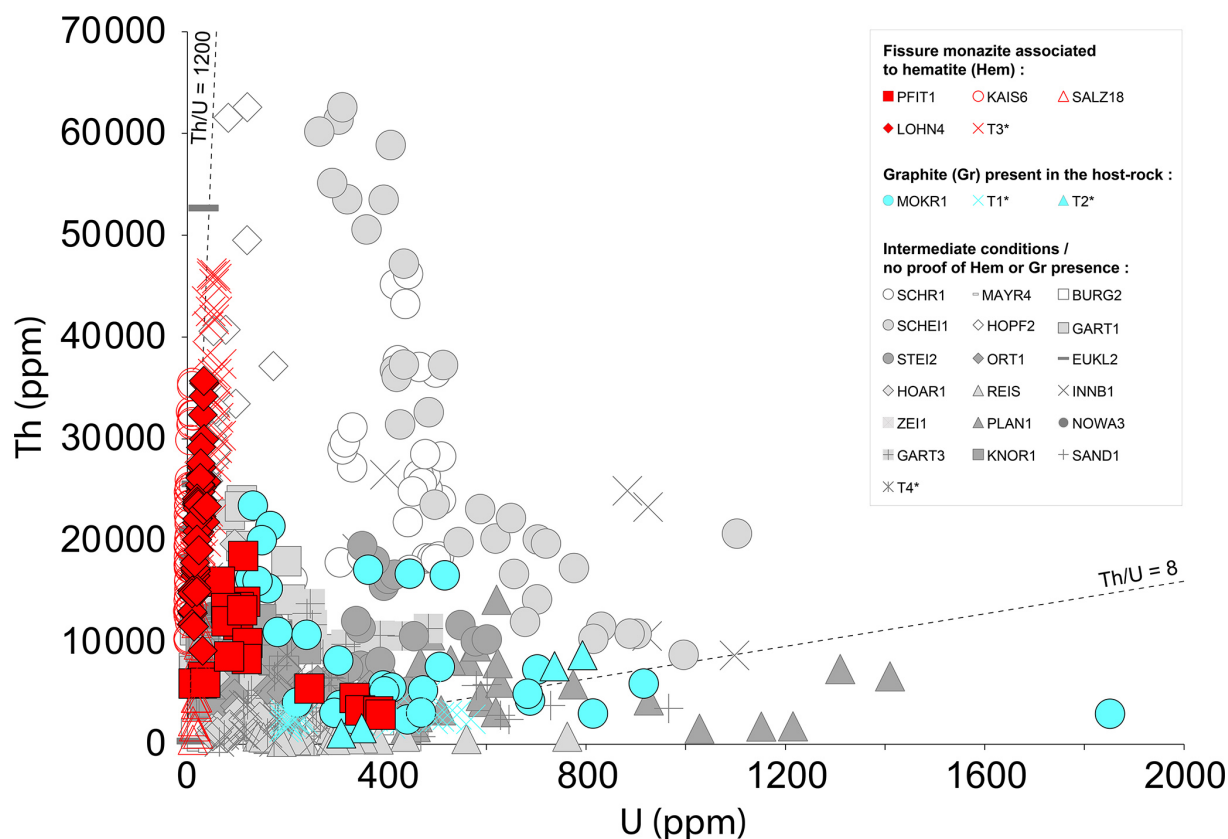 70000
60000
50000
40000
30000
20000
10000
0
Th (ppm)
0
400
800
1200
1600
2000
U (ppm)
Th/U = 1200
Th/U = 8
Fissure monazite associated
to hematite (Hem) :
PFIT1 KAIS6 SALZ18
LOHN4 T3*
Graphite (Gr) present in the host-rock :
MOKR1 T1* T2*
Intermediate conditions /
no proof of Hem or Gr presence :
SCHR1 MAYR4 BURG2
SCHEI1 HOPF2 GART1
STEI2 ORT1 EUKL2
HOAR1 REIS INNB1
ZEI1 PLAN1 NOWA3
GART3 KNOR1 SAND1
T4*